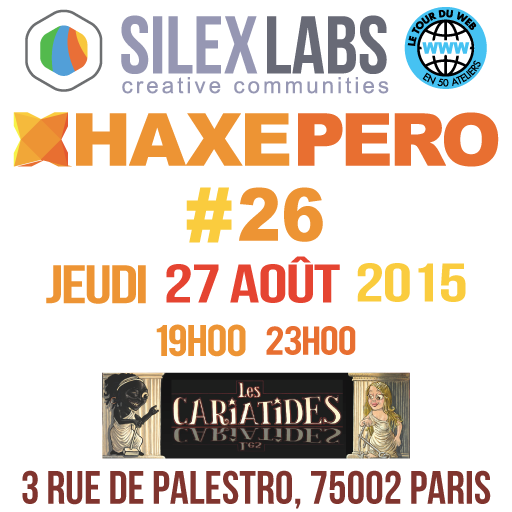 SILEX LABS
creative communities
LE TOUR DU WEB
WWW
EN 50 ATELIERS
HAXEPERO
#26
JEUDI 27 AOÛT 2015
19H00 23H00
Les
CARIATIDES
3 RUE DE PALESTRO, 75002 PARIS